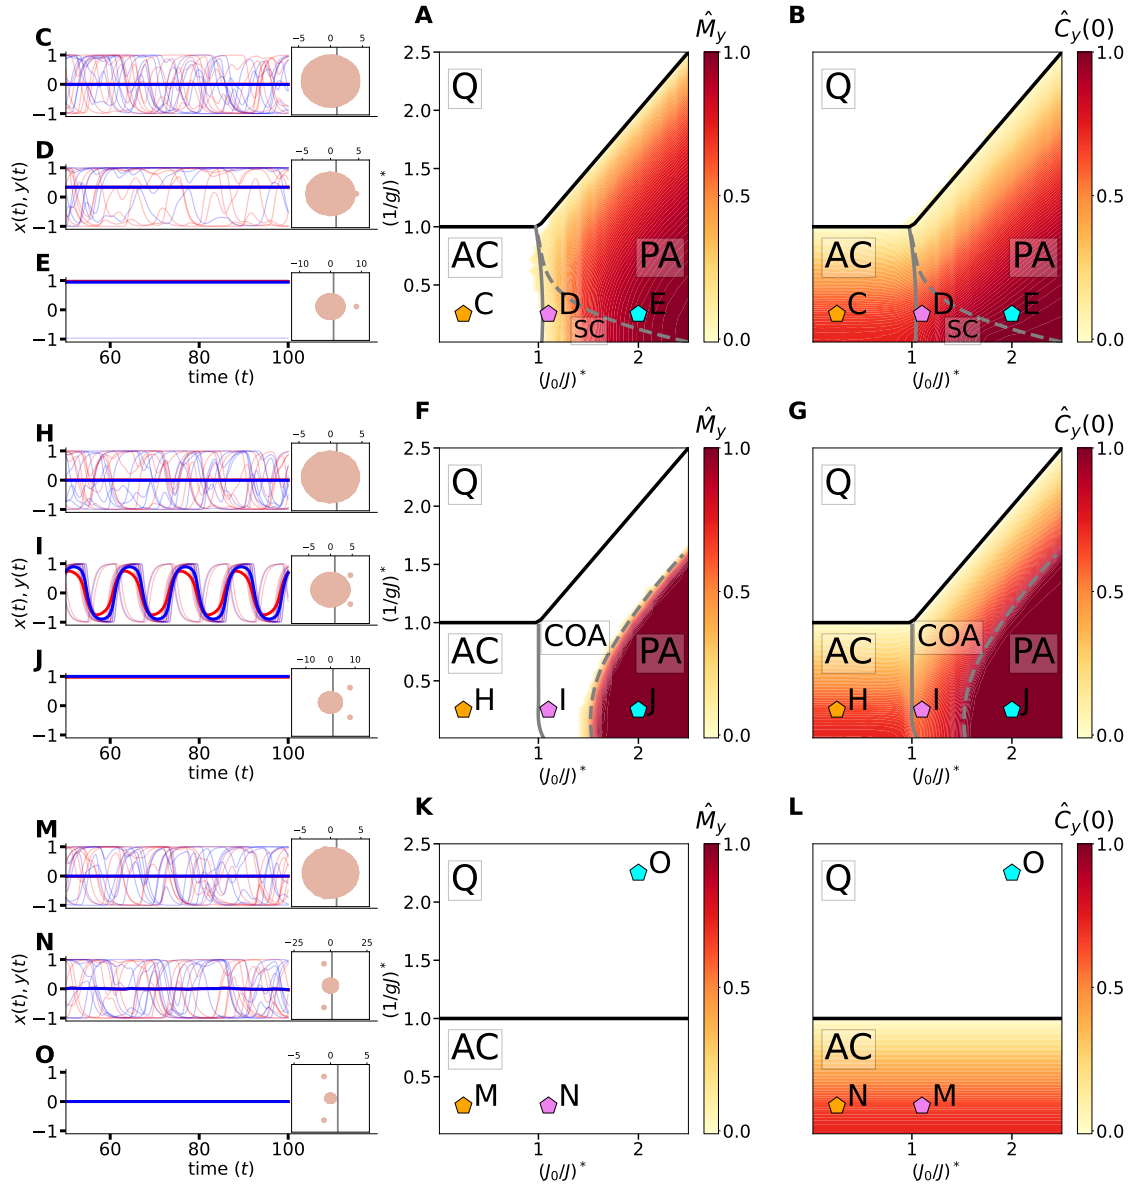 C
1
0
−1
−5 0 5
D
1
0
−1
−5 0 5
x(t), y(t)
E
1
0
−1
−10 0 10
60 80 100
time (t)
A
M̂_y
2.5
2.0
1.5
1.0
0.5
(1/gJ)*
Q
AC
PA
SC
C
D
E
1 2
(J₀/J)*
1.0
0.5
0.0
B
Ĉ_y(0)
Q
AC
PA
SC
C
D
E
1 2
(J₀/J)*
1.0
0.5
0.0
H
1
0
−1
−5 0 5
I
1
0
−1
−5 0 5
x(t), y(t)
J
1
0
−1
−10 0 10
60 80 100
time (t)
F
M̂_y
2.5
2.0
1.5
1.0
0.5
(1/gJ)*
Q
AC
COA
PA
H
I
J
1 2
(J₀/J)*
1.0
0.5
0.0
G
Ĉ_y(0)
Q
AC
COA
PA
H
I
J
1 2
(J₀/J)*
1.0
0.5
0.0
M
1
0
−1
−5 0 5
N
1
0
−1
−25 0 25
x(t), y(t)
O
1
0
−1
−5 0 5
60 80 100
time (t)
K
M̂_y
2.5
2.0
1.5
1.0
0.5
(1/gJ)*
Q
O
AC
M
N
1 2
(J₀/J)*
1.0
0.5
0.0
L
Ĉ_y(0)
Q
O
AC
N
M
1 2
(J₀/J)*
1.0
0.5
0.0